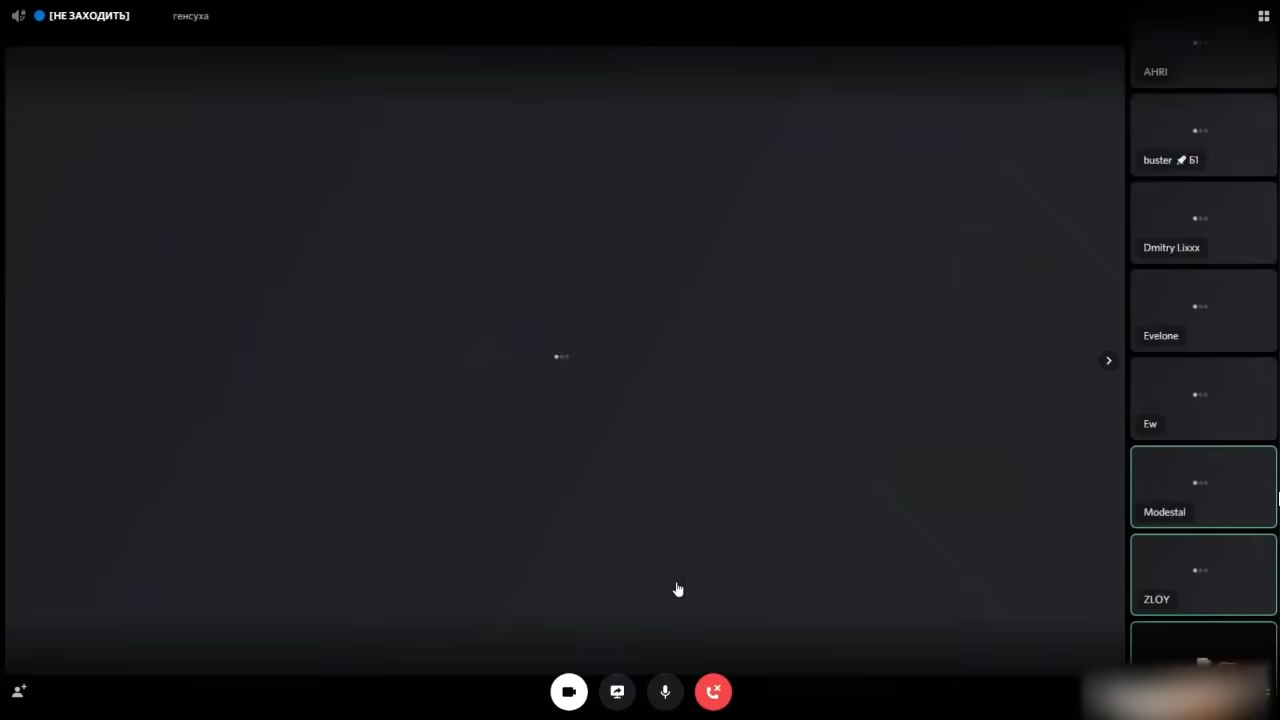 [НЕ ЗАХОДИТЬ] генсуха
AHRI
buster Б1
Dmitry Lixxx
Evelone
Ew
Modestal
ZLOY